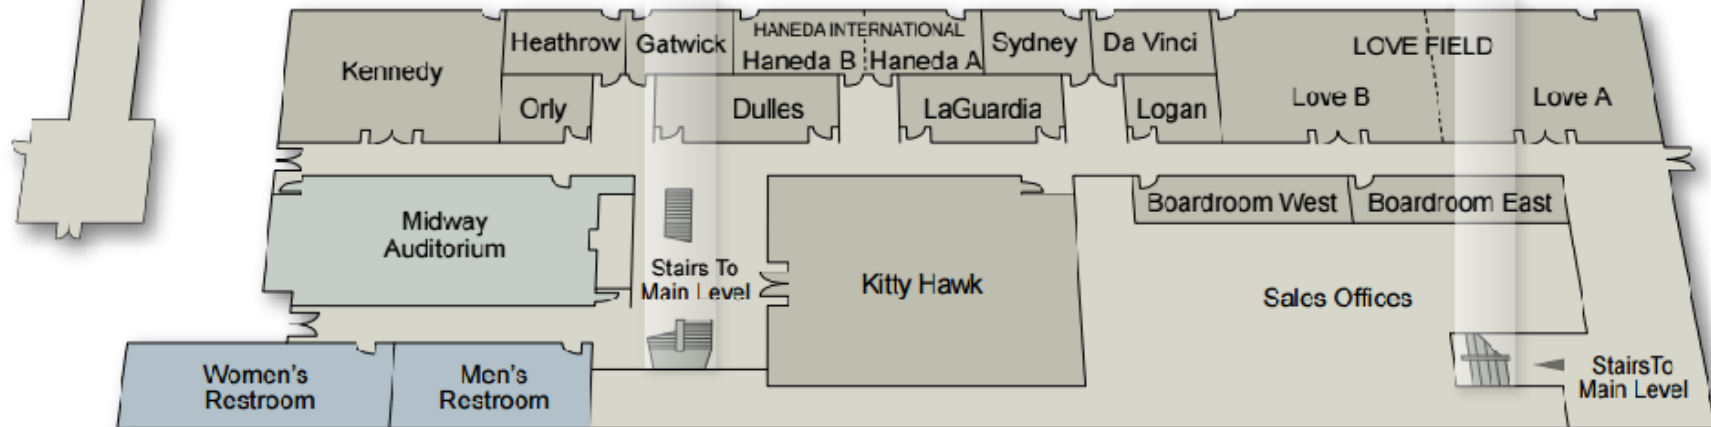 Kennedy
Heathrow
Gatwick
HANEDA INTERNATIONAL
Haneda B
Haneda A
Sydney
Da Vinci
LOVE FIELD
Love B
Love A
Orly
Dulles
LaGuardia
Logan
Midway
Auditorium
Stairs To
Main Level
Kitty Hawk
Boardroom West
Boardroom East
Sales Offices
Women's
Restroom
Men's
Restroom
StairsTo
Main Level